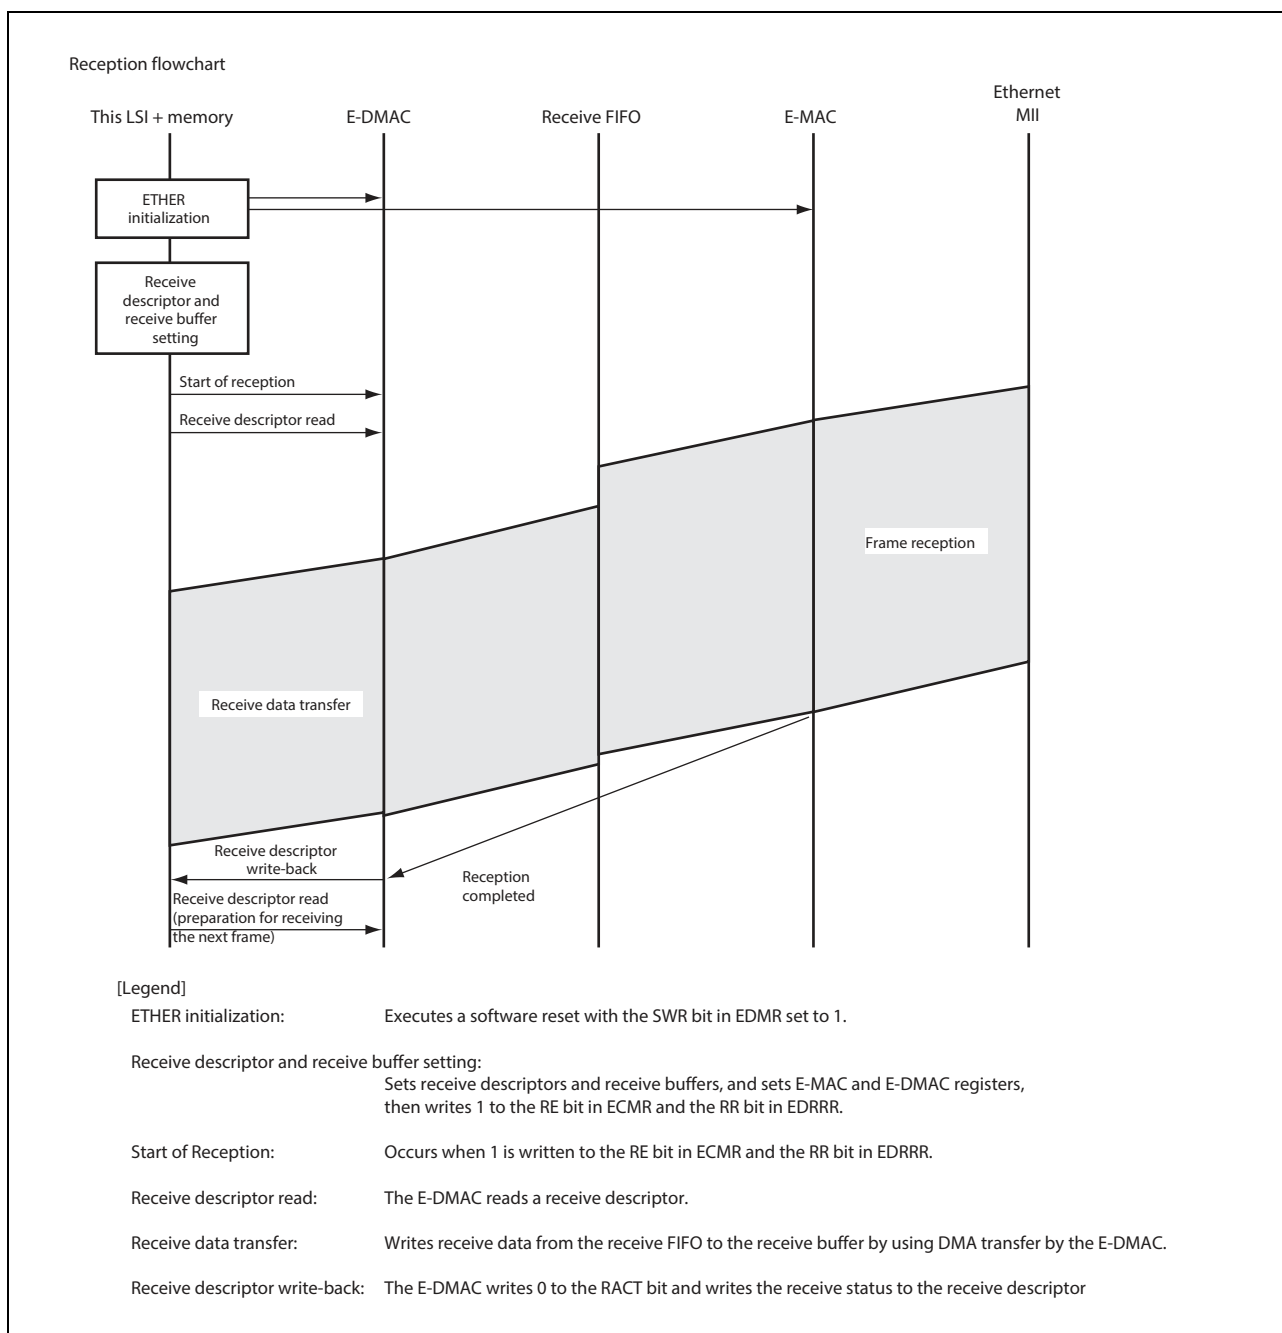 Reception flowchart
Ethernet
MII
This LSI + memory
E-DMAC
Receive FIFO
E-MAC
ETHER
initialization
Receive
descriptor and
receive buffer
setting
Start of reception
Receive descriptor read
Frame reception
Receive data transfer
Receive descriptor
write-back
Reception
completed
Receive descriptor read
(preparation for receiving
the next frame)
[Legend]
ETHER initialization: Executes a software reset with the SWR bit in EDMR set to 1.
Receive descriptor and receive buffer setting:
Sets receive descriptors and receive buffers, and sets E-MAC and E-DMAC registers,
then writes 1 to the RE bit in ECMR and the RR bit in EDRRR.
Start of Reception: Occurs when 1 is written to the RE bit in ECMR and the RR bit in EDRRR.
Receive descriptor read: The E-DMAC reads a receive descriptor.
Receive data transfer: Writes receive data from the receive FIFO to the receive buffer by using DMA transfer by the E-DMAC.
Receive descriptor write-back: The E-DMAC writes 0 to the RACT bit and writes the receive status to the receive descriptor